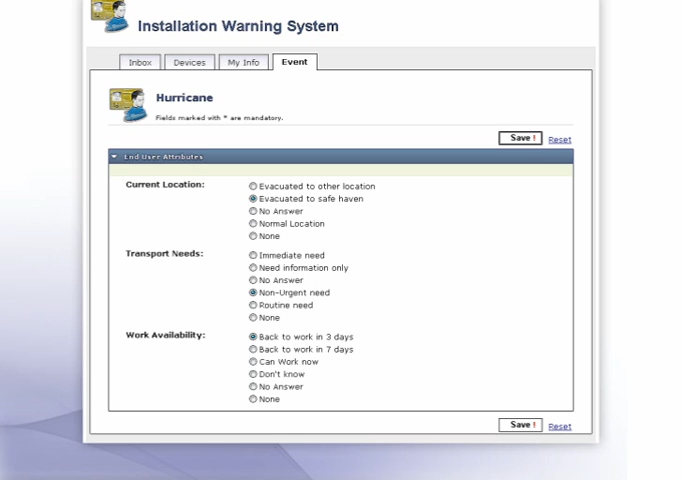 Installation Warning System
Inbox Devices My Info Event
Hurricane
Fields marked with * are mandatory.
Save ! Reset
End User Attributes
Current Location:
Evacuated to other location
Evacuated to safe haven
No Answer
Normal Location
None
Transport Needs:
Immediate need
Need information only
No Answer
Non-Urgent need
Routine need
None
Work Availability:
Back to work in 3 days
Back to work in 7 days
Can Work now
Don't know
No Answer
None
Save ! Reset